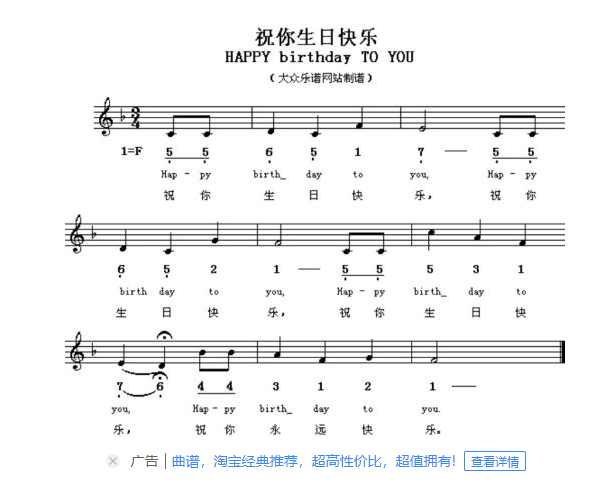 祝你生日快乐
HAPPY birthday TO YOU
(大众乐谱网站制谱)
3
4
1=F 5 5 6 5 1 7 — 5 5
Hap - py birth_ day to you, Hap - py
祝 你 生 日 快 乐, 祝 你
6 5 2 1 — 5 5 5 3 1
birth day to you, Hap - py birth_ day to
生 日 快 乐, 祝 你 生 日 快
7 6 4 4 3 1 2 1 —
you, Hap - py birth_ day to you.
乐, 祝 你 永 远 快 乐。
广告 | 曲谱,淘宝经典推荐,超高性价比,超值拥有! 查看详情